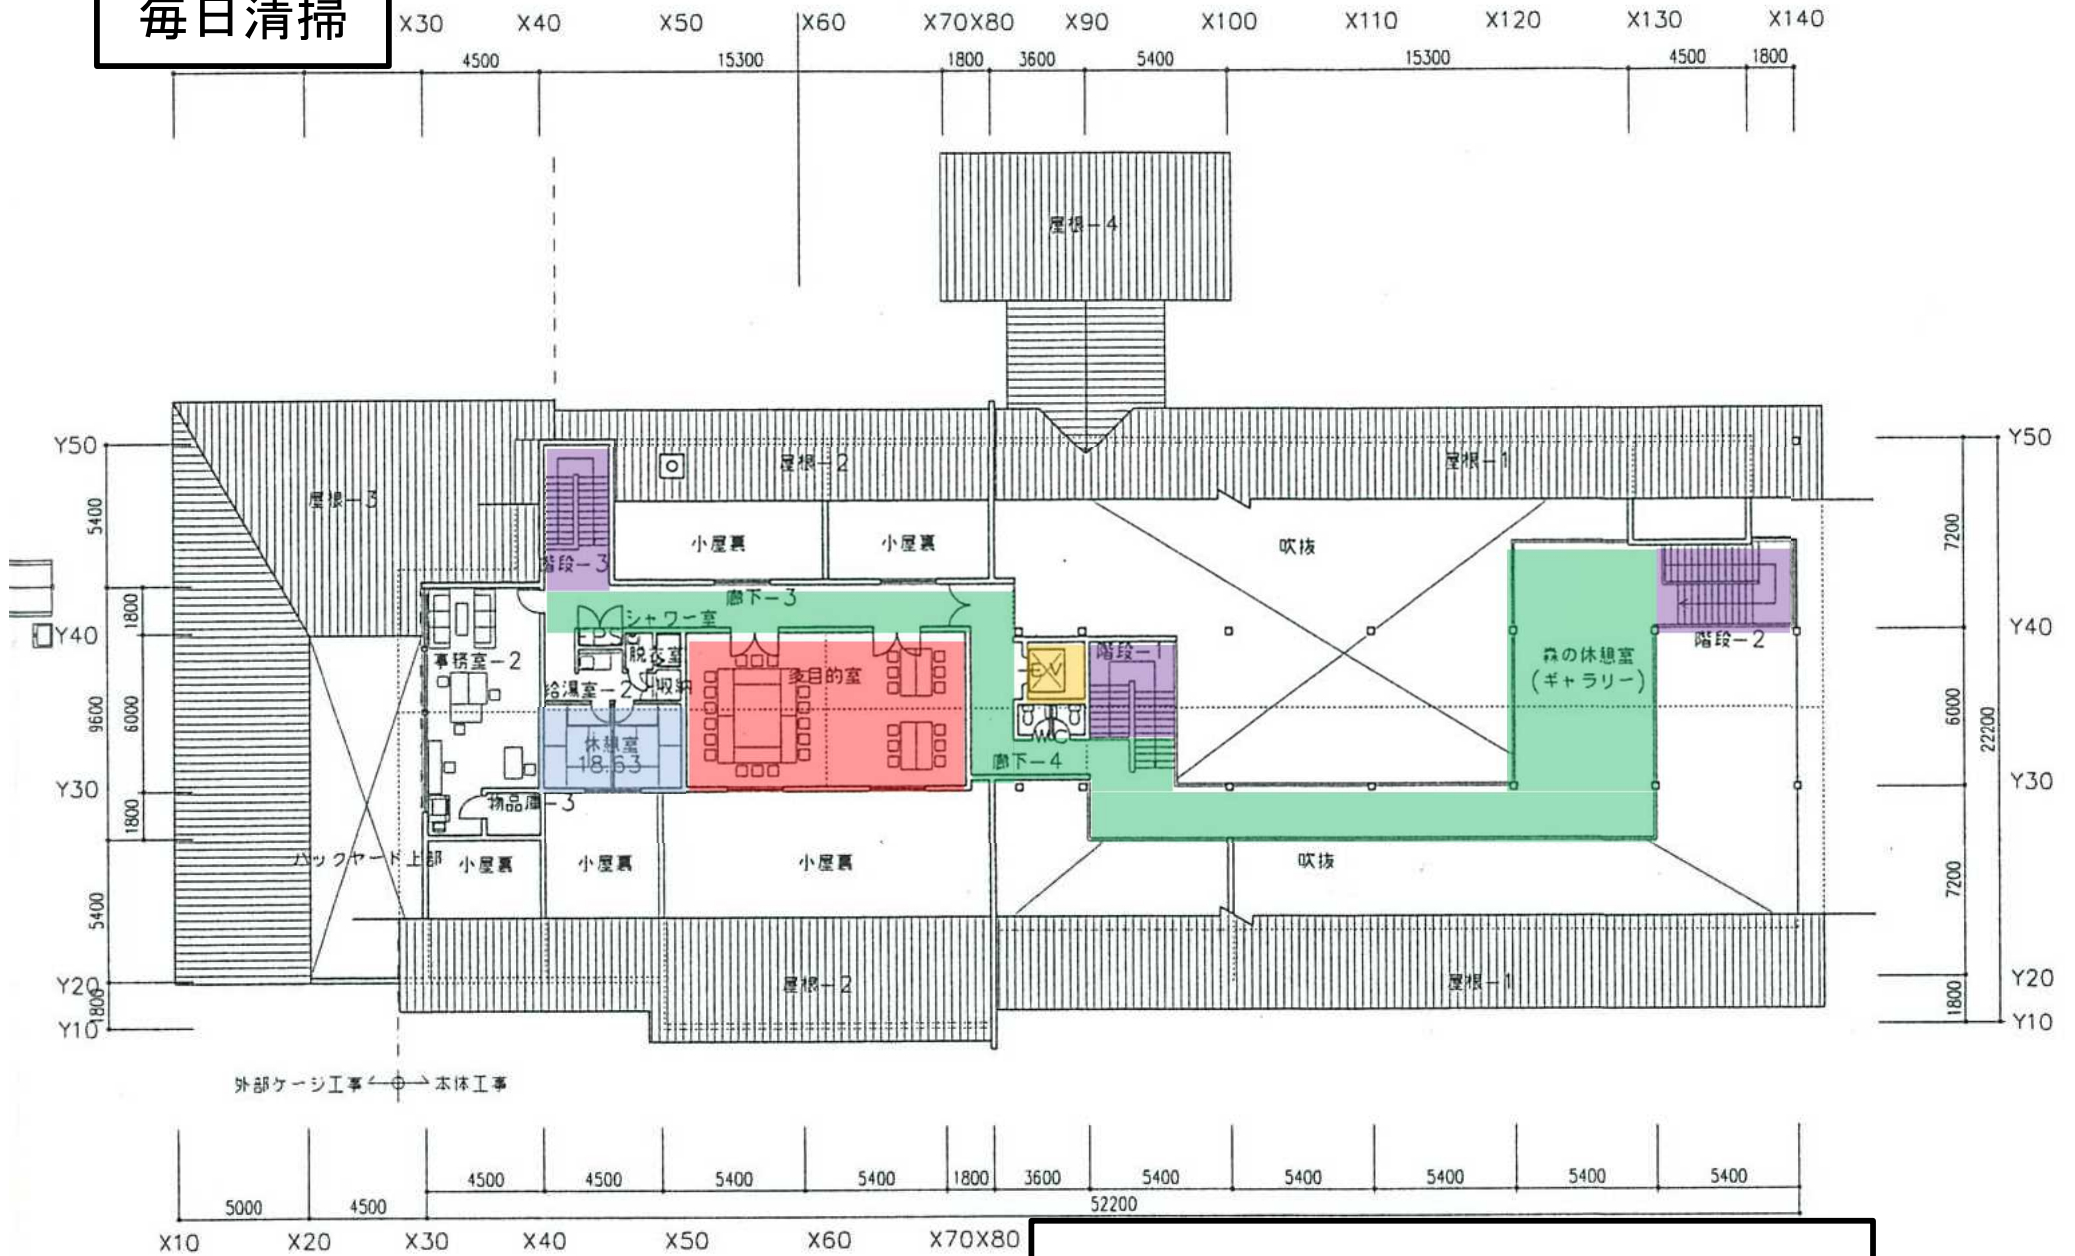 毎日清掃
X30 X40 X50 X60 X70X80 X90 X100 X110 X120 X130 X140
4500 15300 1800 3600 5400 15300 4500 1800
屋根-4
Y50 Y50
屋根-3 屋根-2 屋根-1
5400 7200
小屋裏 小屋裏 吹抜
階段-3
1800 廊下-3
シャワー室
Y40 EPS Y40
階段-2
事務室-2 脱衣室 多目的室 EV 階段-1 森の休憩室
(ギャラリー)
給湯室-2 収納
9600 6000 6000 22200
WC
休憩室
18.63 廊下-4
Y30 Y30
物品庫-3
1800
バックヤード上部 小屋裏 小屋裏 小屋裏 吹抜
5400 7200
Y20 屋根-2 屋根-1 Y20
1800 1800
Y10 Y10
外部ケージ工事 本体工事
4500 4500 5400 5400 1800 3600 5400 5400 5400 5400 5400
5000 4500 52200
X10 X20 X30 X40 X50 X60 X70X80